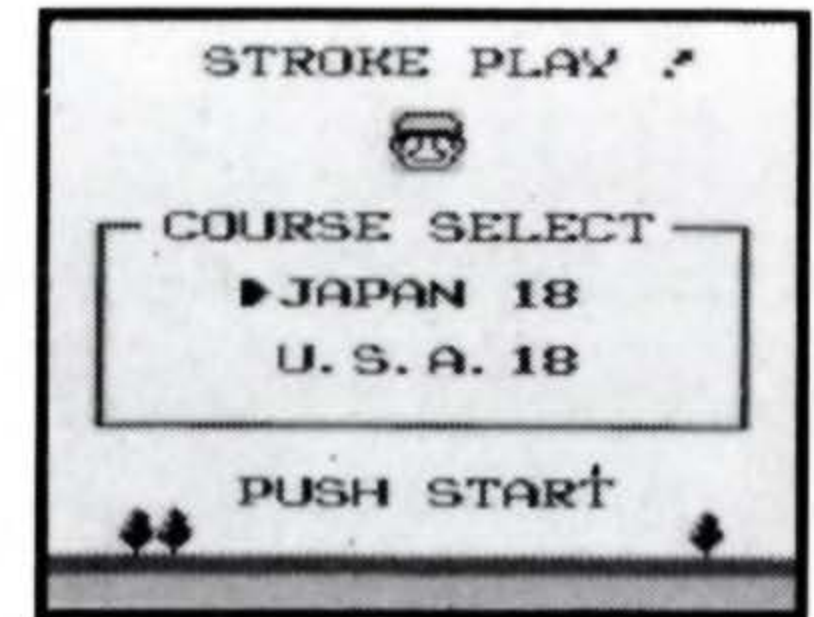 STROKE PLAY
COURSE SELECT
▶JAPAN 18
U.S.A.18
PUSH START